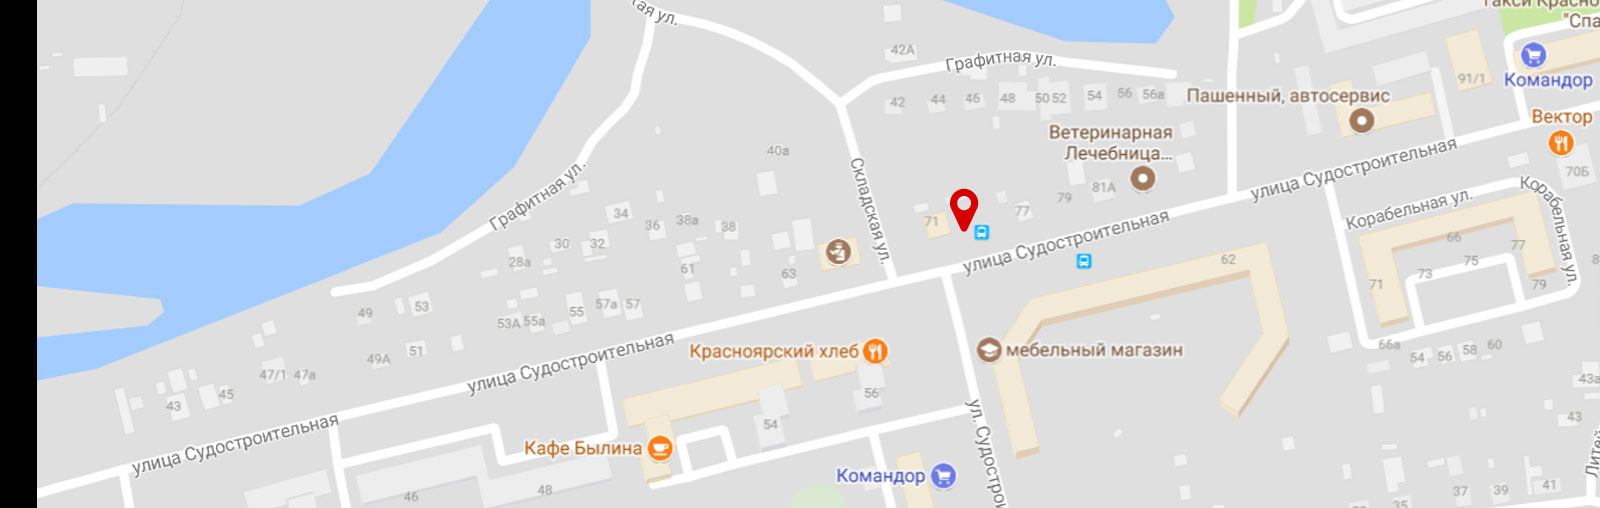 ая ул.
Такси Красно
"Спа
42А
Графитная ул.
91/1
Командор
42
44
46
48
50
52
54
56
56а
Пашенный, автосервис
Вектор
Ветеринарная
Лечебница...
40а
улица Судостроительная
70Б
Складская ул.
Графитная ул.
81А
79
77
71
Корабельная ул.
Корабельная ул.
34
36
38а
38
30
32
28а
61
63
улица Судостроительная
62
66
77
75
73
71
79
8
49
53
53А
55а
55
57а
57
49А
51
47/1
47а
45
43
улица Судостроительная
Красноярский хлеб
мебельный магазин
66а
54
56
58
60
56
43а
54
43
улица Судостроительная
Кафе Былина
ул. Судострои
Командор
46
48
35
37
39
41
Литей